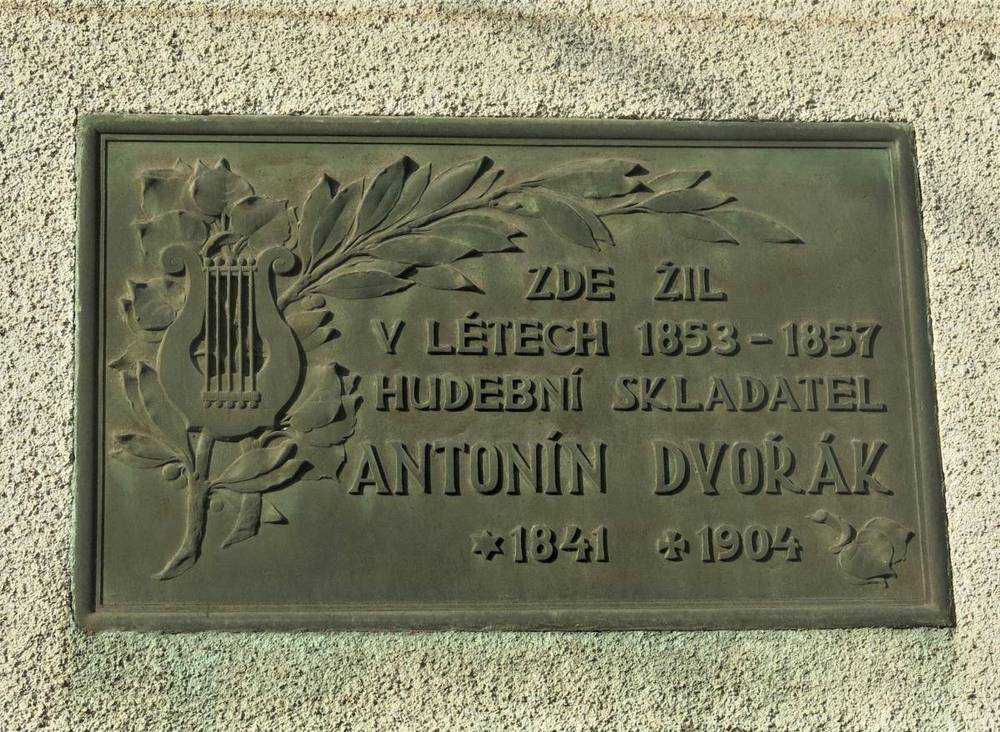 ZDE ŽIL
V LÉTECH 1853 - 1857
HUDEBNÍ SKLADATEL
ANTONÍN DVOŘÁK
✶1841 ✠1904